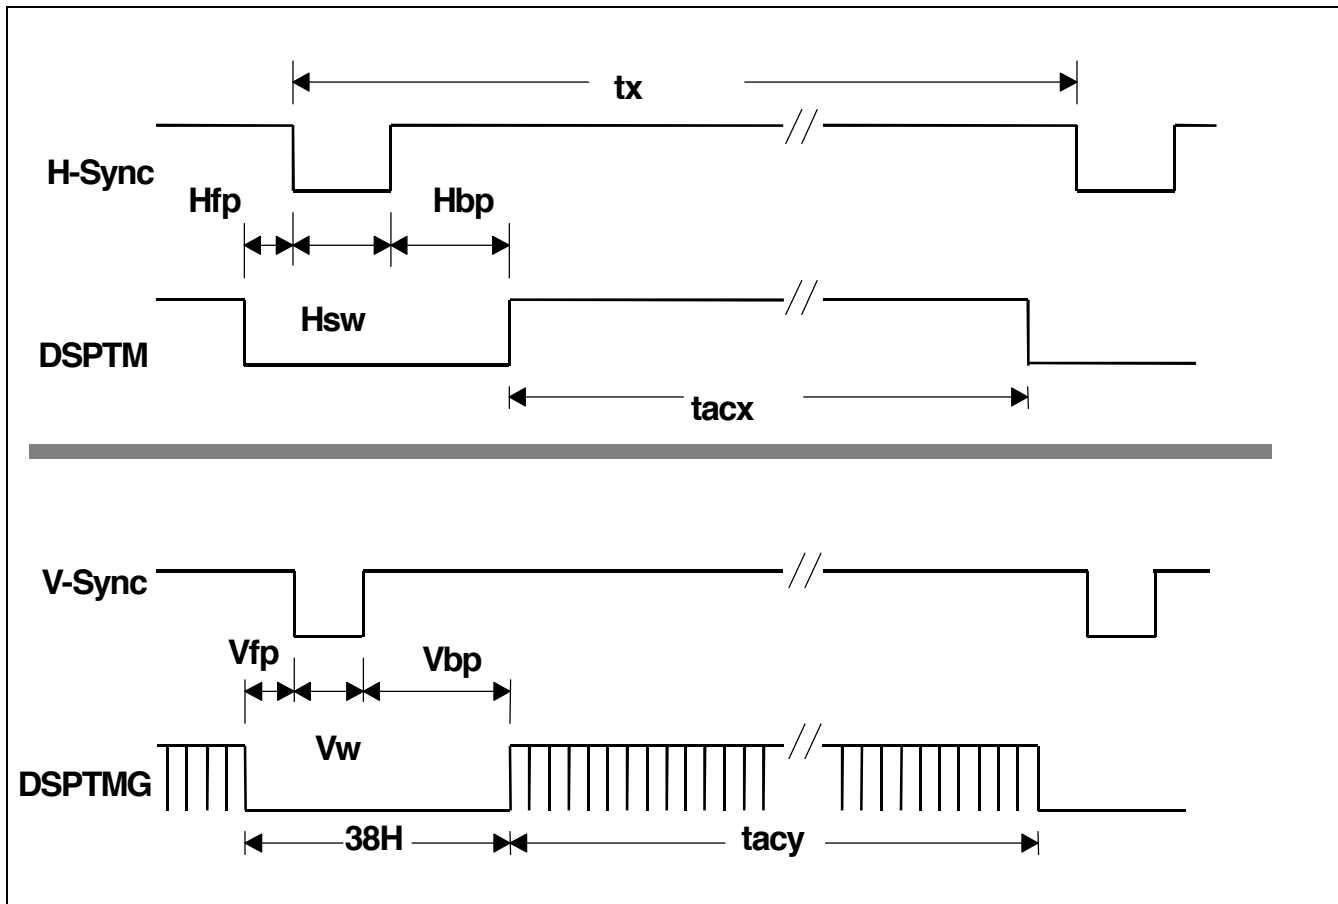 tx
H-Sync
Hfp
Hbp
Hsw
DSPTM
tacx
V-Sync
Vfp
Vbp
Vw
DSPTMG
38H
tacy